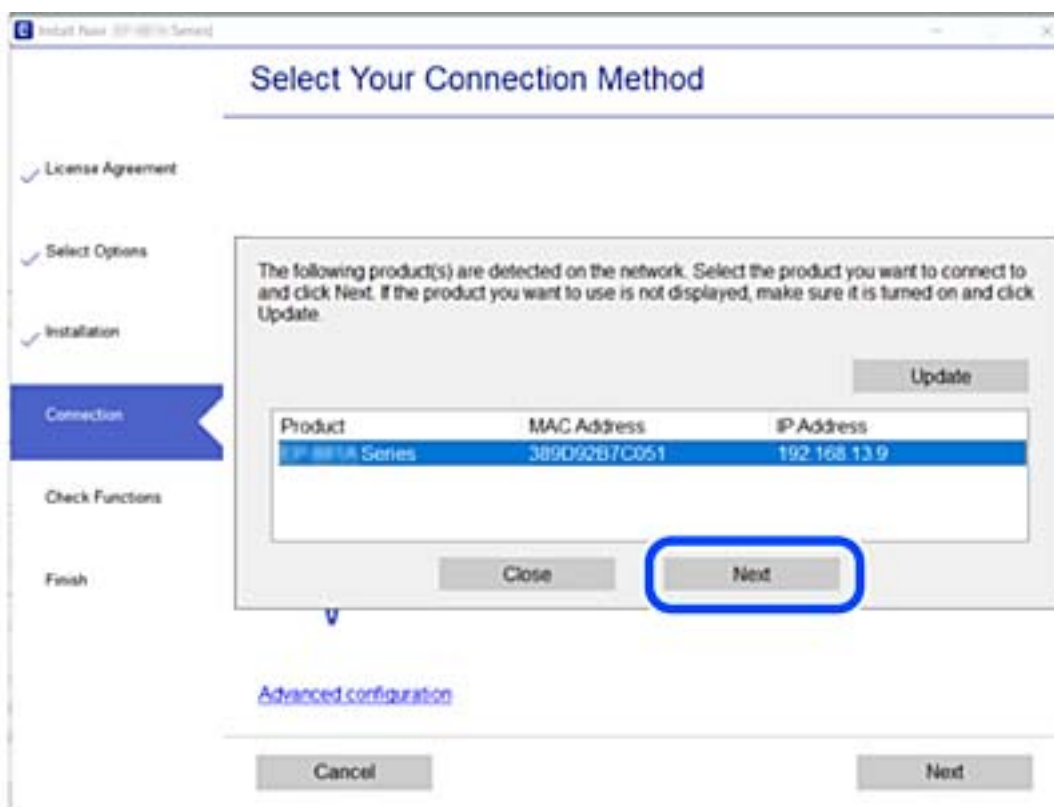 Install Navi Series]
Select Your Connection Method
License Agreement
Select Options
Installation
Connection
Check Functions
Finish
The following product(s) are detected on the network. Select the product you want to connect to
and click Next. If the product you want to use is not displayed, make sure it is turned on and click
Update.
Update
Product MAC Address IP Address
Series 389D92B7C051 192.168.13.9
Close Next
Advanced configuration
Cancel Next